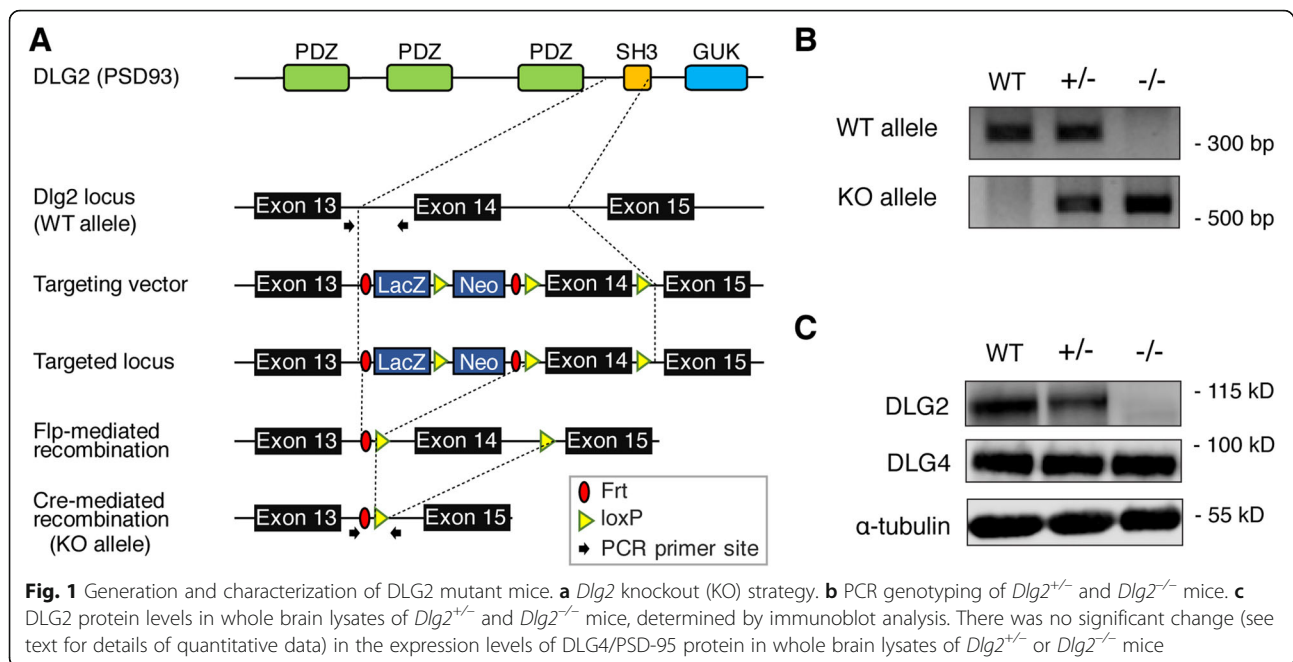 A
PDZ PDZ PDZ SH3 GUK
DLG2 (PSD93)
Dlg2 locus
(WT allele)
Exon 13 Exon 14 Exon 15
Targeting vector
Exon 13 LacZ Neo Exon 14 Exon 15
Targeted locus
Exon 13 LacZ Neo Exon 14 Exon 15
Flp-mediated
recombination
Exon 13 Exon 14 Exon 15
Cre-mediated
recombination
(KO allele)
Exon 13 Exon 15
Frt
loxP
PCR primer site
B
WT +/- -/-
WT allele
- 300 bp
KO allele
- 500 bp
C
WT +/- -/-
DLG2
- 115 kD
DLG4
- 100 kD
α-tubulin
- 55 kD
Fig. 1 Generation and characterization of DLG2 mutant mice. a Dlg2 knockout (KO) strategy. b PCR genotyping of Dlg2+/− and Dlg2−/− mice. c
DLG2 protein levels in whole brain lysates of Dlg2+/− and Dlg2−/− mice, determined by immunoblot analysis. There was no significant change (see
text for details of quantitative data) in the expression levels of DLG4/PSD-95 protein in whole brain lysates of Dlg2+/− or Dlg2−/− mice